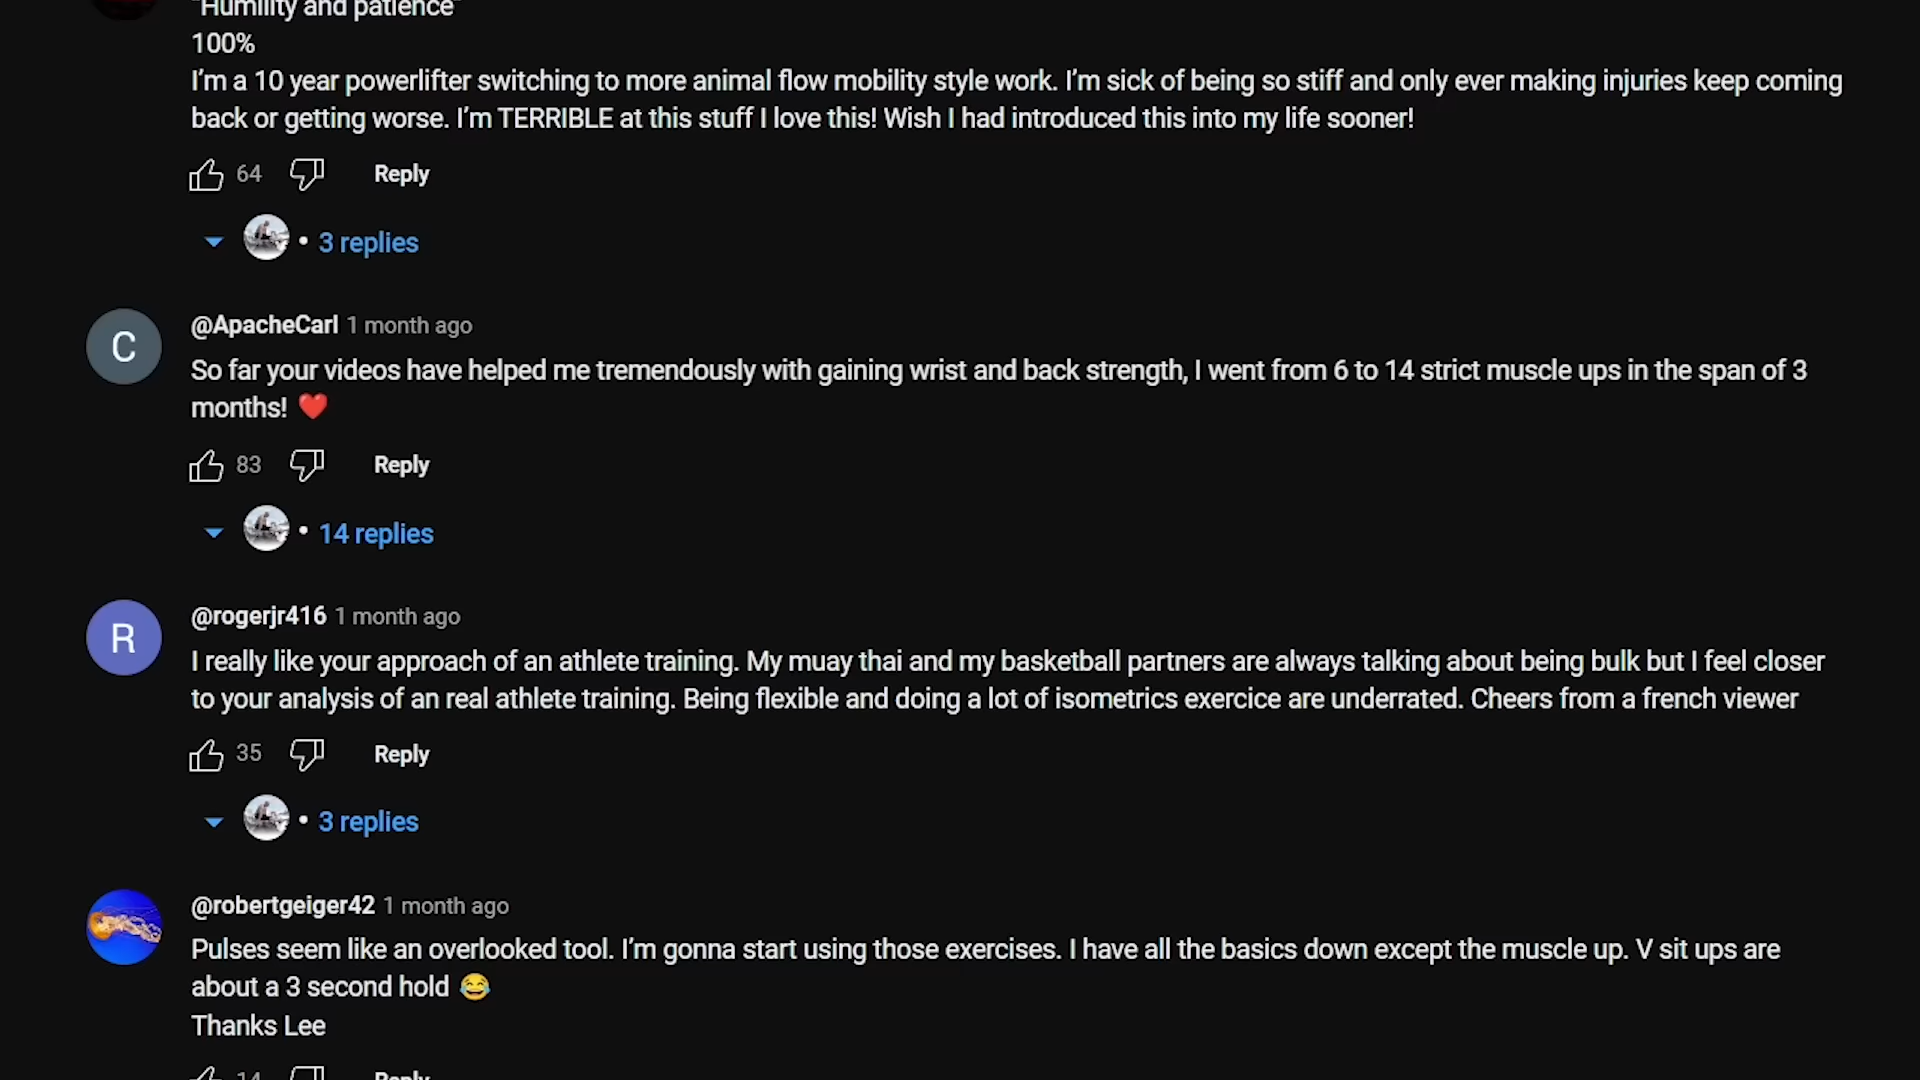 "Humility and patience"
100%
I'm a 10 year powerlifter switching to more animal flow mobility style work. I'm sick of being so stiff and only ever making injuries keep coming
back or getting worse. I'm TERRIBLE at this stuff I love this! Wish I had introduced this into my life sooner!
64 Reply
• 3 replies
C
@ApacheCarl 1 month ago
So far your videos have helped me tremendously with gaining wrist and back strength, I went from 6 to 14 strict muscle ups in the span of 3
months! ❤️
83 Reply
• 14 replies
R
@rogerjr416 1 month ago
I really like your approach of an athlete training. My muay thai and my basketball partners are always talking about being bulk but I feel closer
to your analysis of an real athlete training. Being flexible and doing a lot of isometrics exercice are underrated. Cheers from a french viewer
35 Reply
• 3 replies
@robertgeiger42 1 month ago
Pulses seem like an overlooked tool. I'm gonna start using those exercises. I have all the basics down except the muscle up. V sit ups are
about a 3 second hold 😂
Thanks Lee
14 Reply